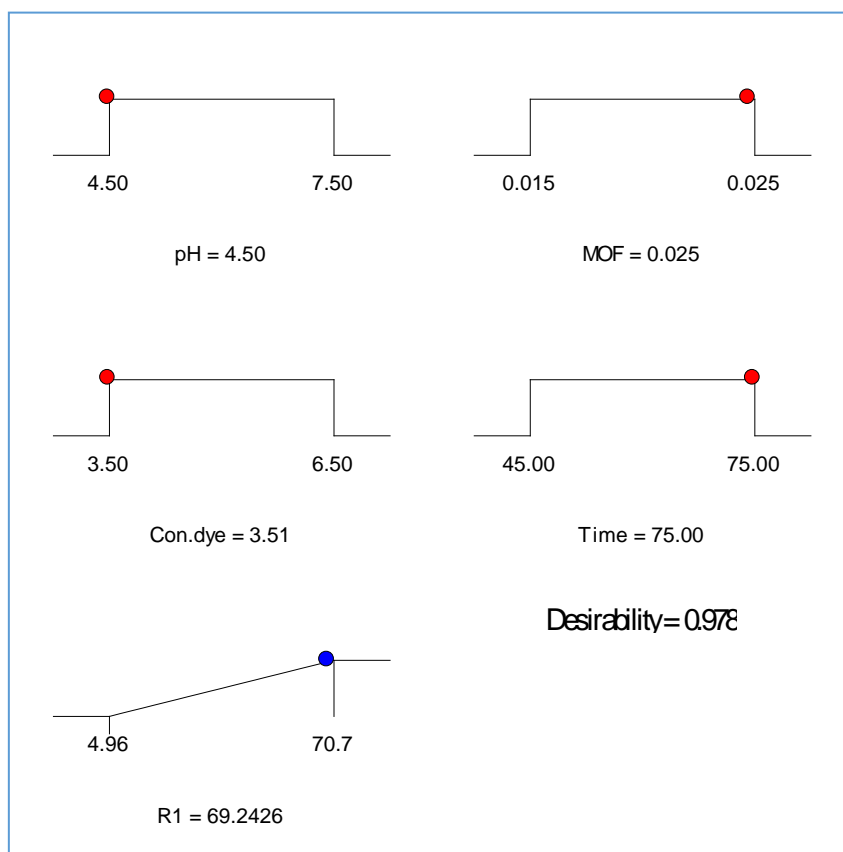 4.50 7.50 0.015 0.025
pH = 4.50 MOF = 0.025
3.50 6.50 45.00 75.00
Con.dye = 3.51 Time = 75.00
Desirability = 0.978
4.96 70.7
R1 = 69.2426